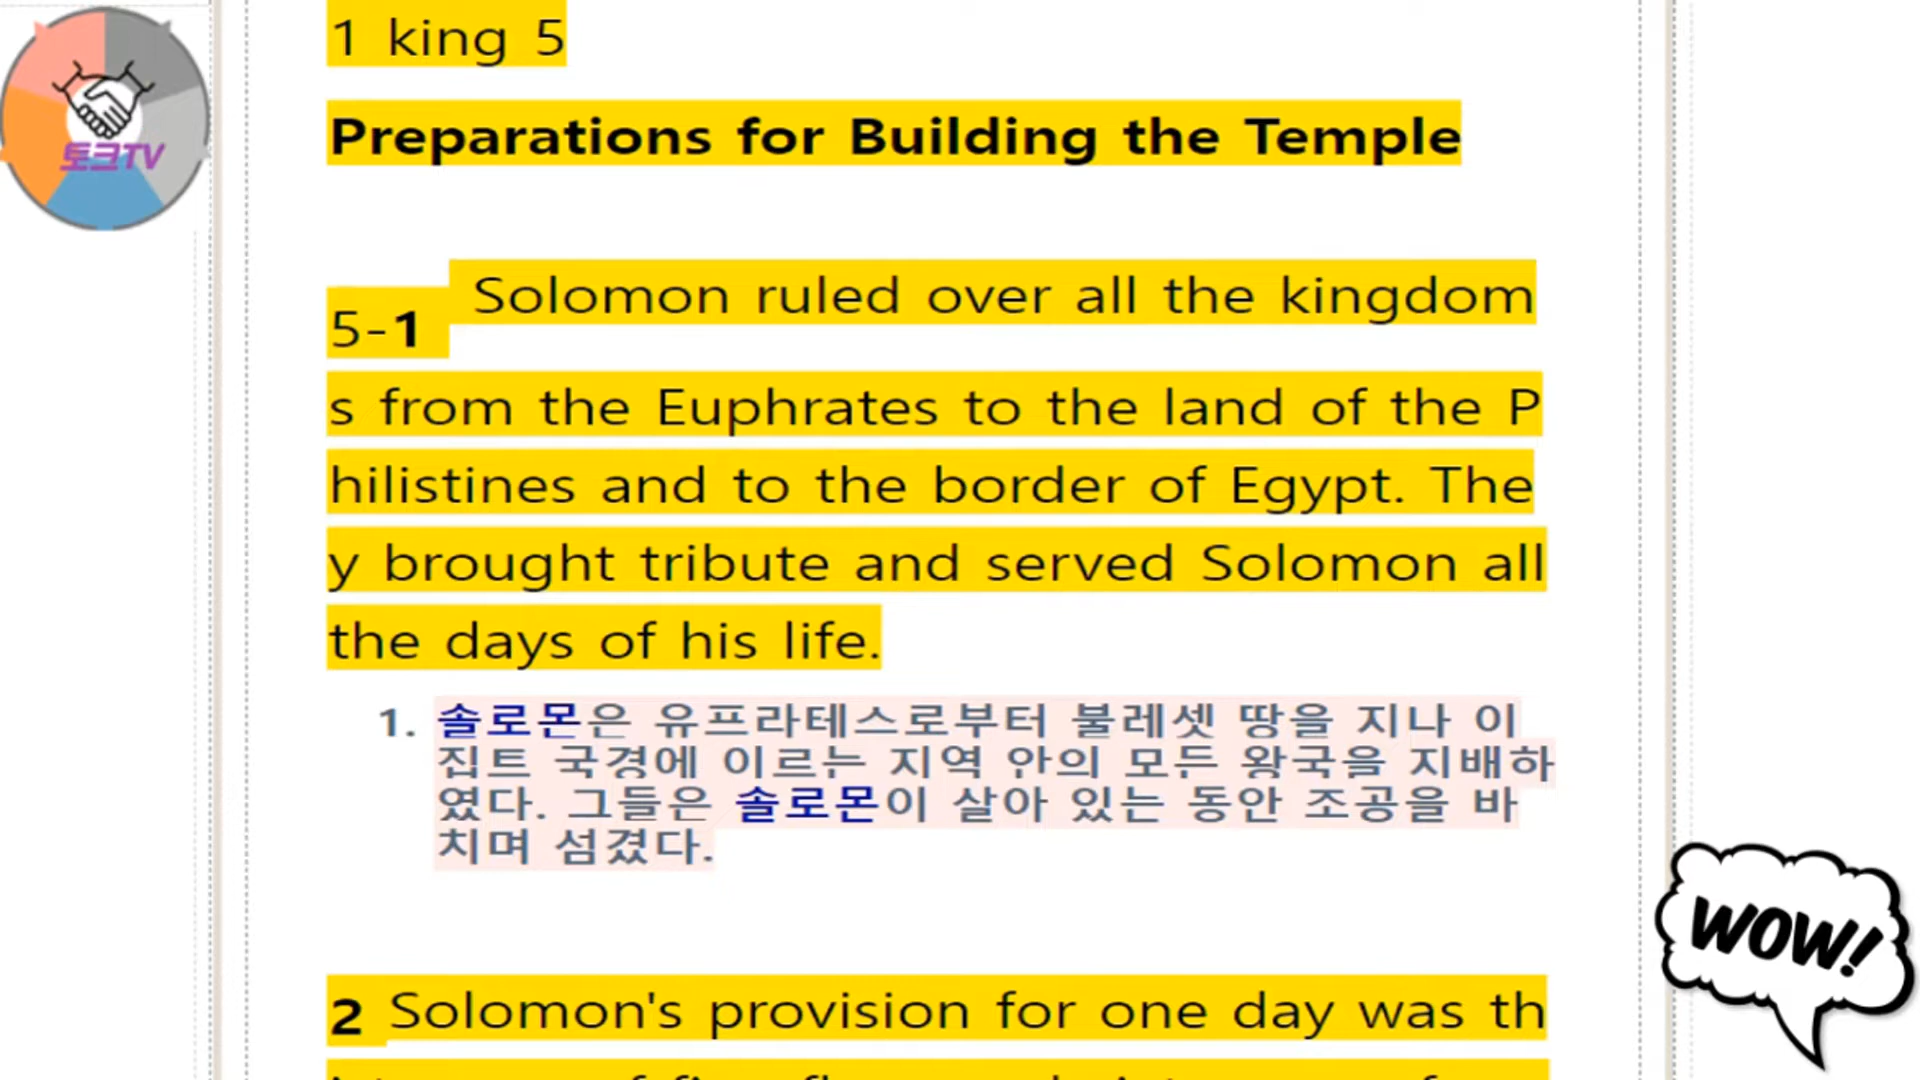 토크TV
1 king 5
Preparations for Building the Temple
5-1 Solomon ruled over all the kingdom
s from the Euphrates to the land of the P
hilistines and to the border of Egypt. The
y brought tribute and served Solomon all
the days of his life.
1. 솔로몬은 유프라테스로부터 불레셋 땅을 지나 이
집트 국경에 이르는 지역 안의 모든 왕국을 지배하
였다. 그들은 솔로몬이 살아 있는 동안 조공을 바
치며 섬겼다.
2 Solomon's provision for one day was th
WOW!